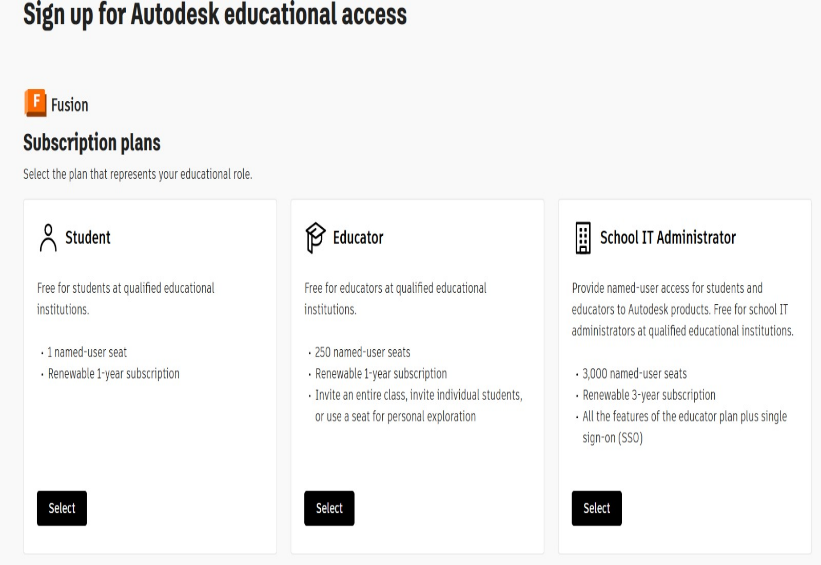 Sign up for Autodesk educational access
F Fusion
Subscription plans
Select the plan that represents your educational role.
Student
Free for students at qualified educational
institutions.
· 1 named-user seat
· Renewable 1-year subscription
Select
Educator
Free for educators at qualified educational
institutions.
· 250 named-user seats
· Renewable 1-year subscription
· Invite an entire class, invite individual students,
or use a seat for personal exploration
Select
School IT Administrator
Provide named-user access for students and
educators to Autodesk products. Free for school IT
administrators at qualified educational institutions.
· 3,000 named-user seats
· Renewable 3-year subscription
· All the features of the educator plan plus single
sign-on (SSO)
Select